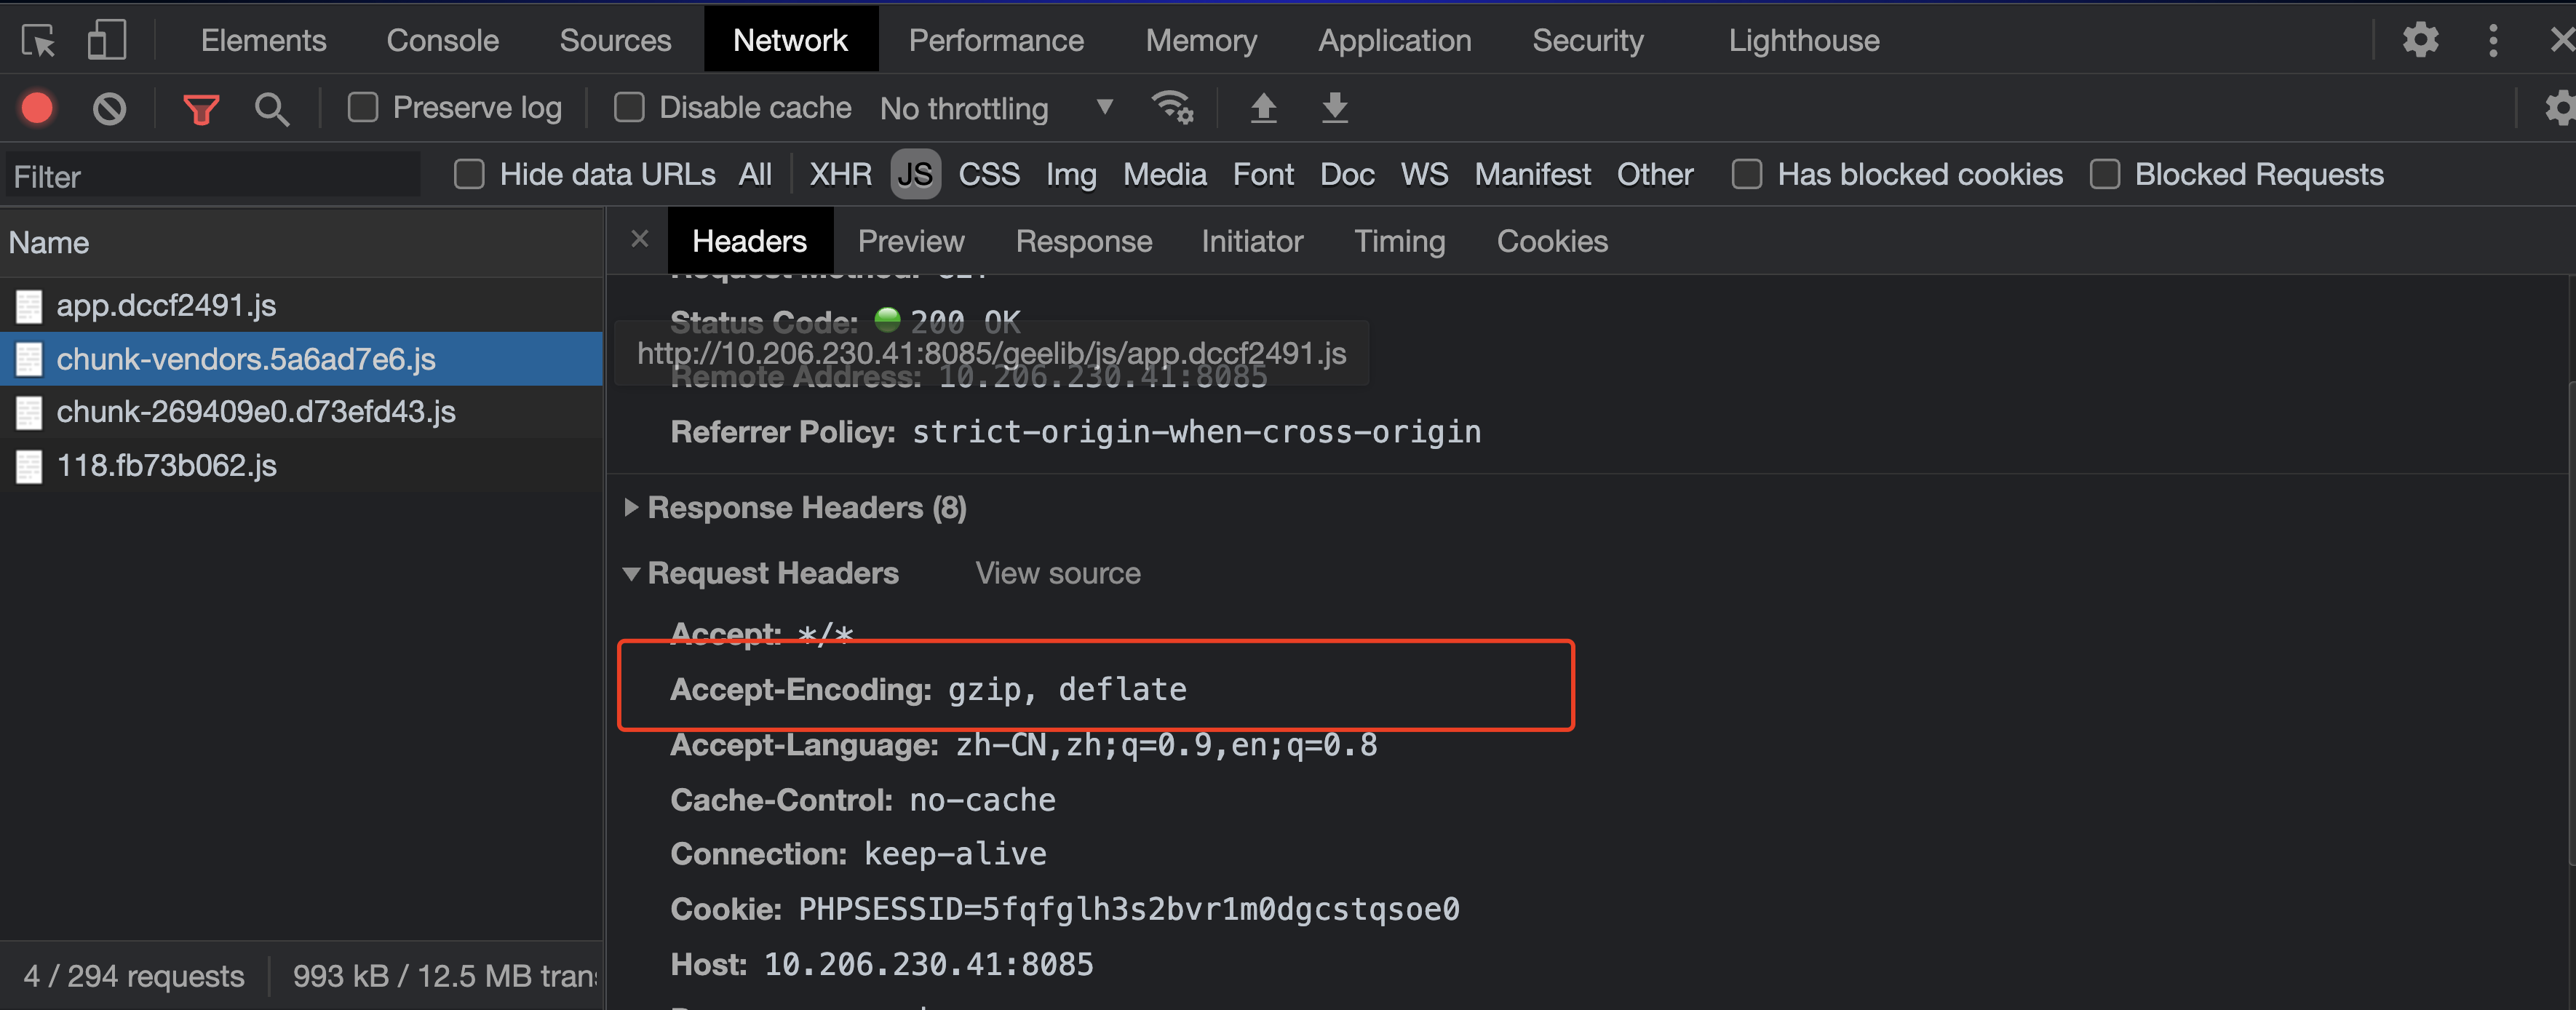 Elements Console Sources Network Performance Memory Application Security Lighthouse
Preserve log Disable cache No throttling
Filter Hide data URLs All XHR JS CSS Img Media Font Doc WS Manifest Other Has blocked cookies Blocked Requests
Name
Headers Preview Response Initiator Timing Cookies
app.dccf2491.js
chunk-vendors.5a6ad7e6.js
chunk-269409e0.d73efd43.js
118.fb73b062.js
Request Method: GET
Status Code: 200 OK
http://10.206.230.41:8085/geelib/js/app.dccf2491.js
Remote Address: 10.206.230.41:8085
Referrer Policy: strict-origin-when-cross-origin
Response Headers (8)
Request Headers View source
Accept: */*
Accept-Encoding: gzip, deflate
Accept-Language: zh-CN,zh;q=0.9,en;q=0.8
Cache-Control: no-cache
Connection: keep-alive
Cookie: PHPSESSID=5fqfglh3s2bvr1m0dgcstqsoe0
Host: 10.206.230.41:8085
4 / 294 requests 993 kB / 12.5 MB tran